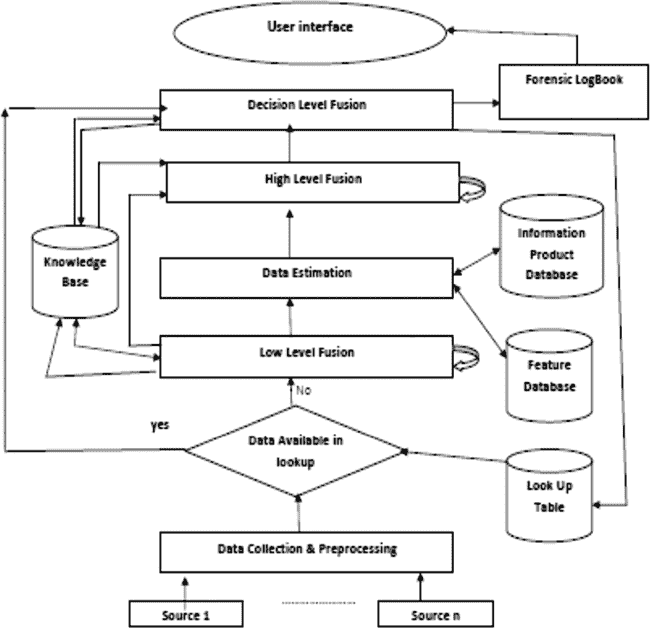 User interface
Forensic LogBook
Decision Level Fusion
High Level Fusion
Information
Product
Database
Knowledge
Base
Data Estimation
Low Level Fusion
Feature
Database
No
yes
Data Available in
lookup
Look Up
Table
Data Collection & Preprocessing
Source 1
Source n